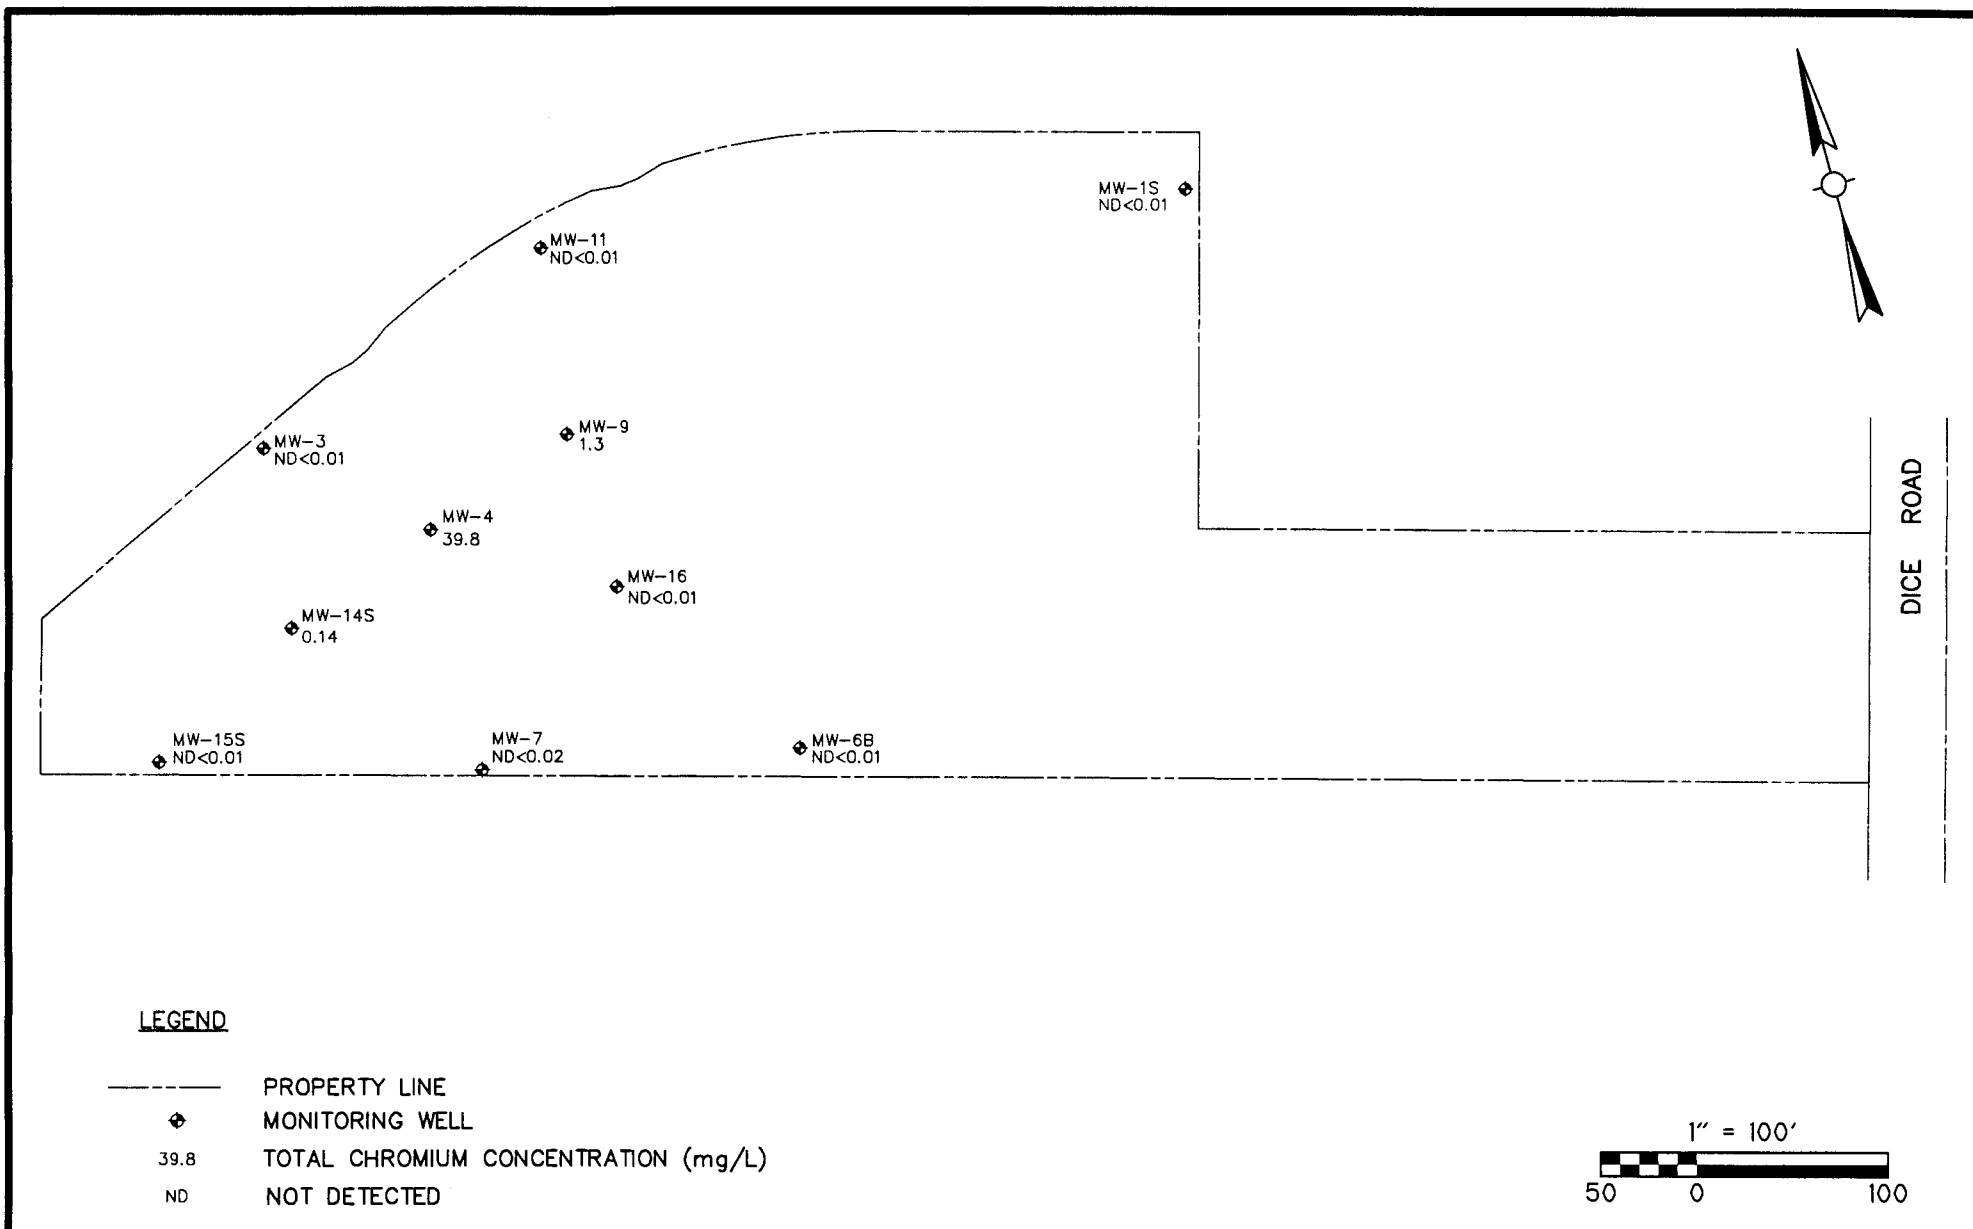 MW-1S
ND<0.01
MW-11
ND<0.01
MW-9
1.3
MW-3
ND<0.01
MW-4
39.8
MW-16
ND<0.01
MW-14S
0.14
MW-15S
ND<0.01
MW-7
ND<0.02
MW-6B
ND<0.01
DICE ROAD
LEGEND
PROPERTY LINE
MONITORING WELL
39.8 TOTAL CHROMIUM CONCENTRATION (mg/L)
ND NOT DETECTED
1" = 100'
50 0 100